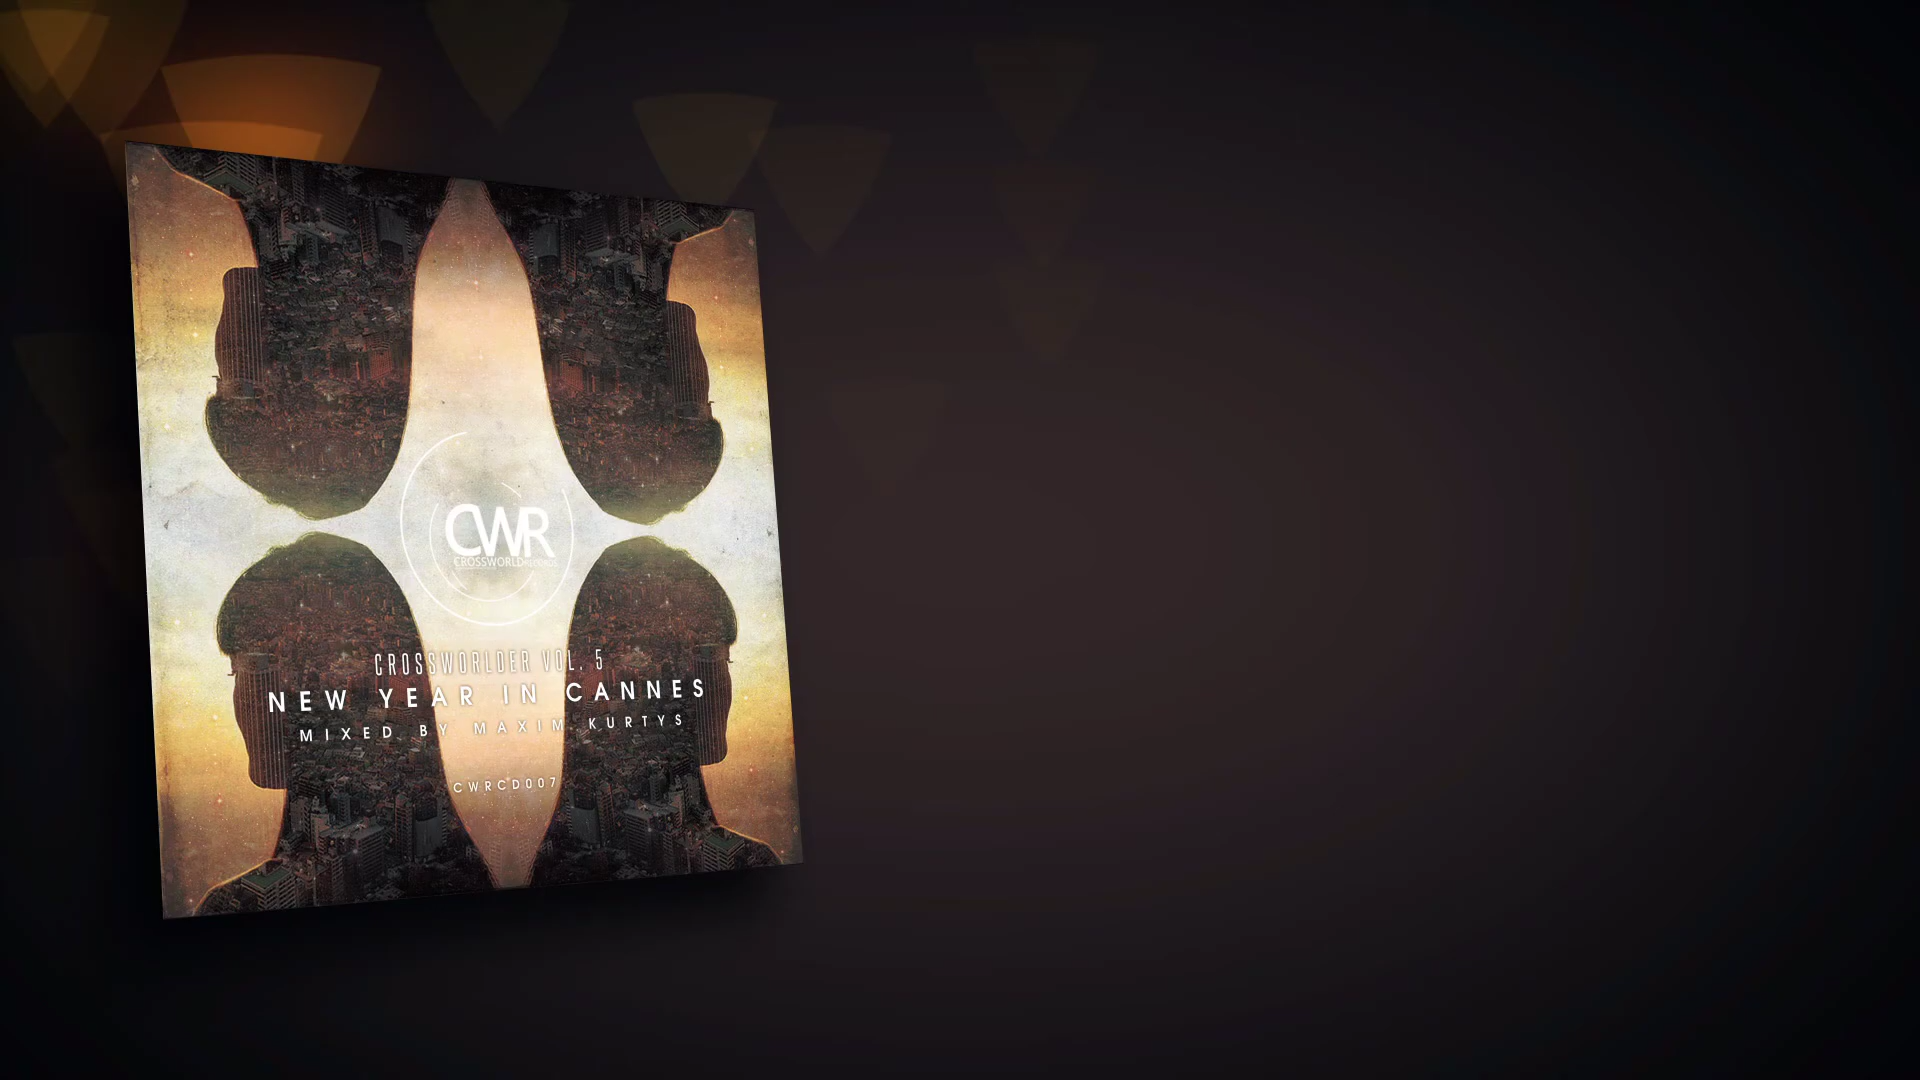 CWR
CROSSWORLD RECORDS
CROSSWORLDER VOL. 5
NEW YEAR IN CANNES
MIXED BY MAXIM KURTYS
CWRCD007